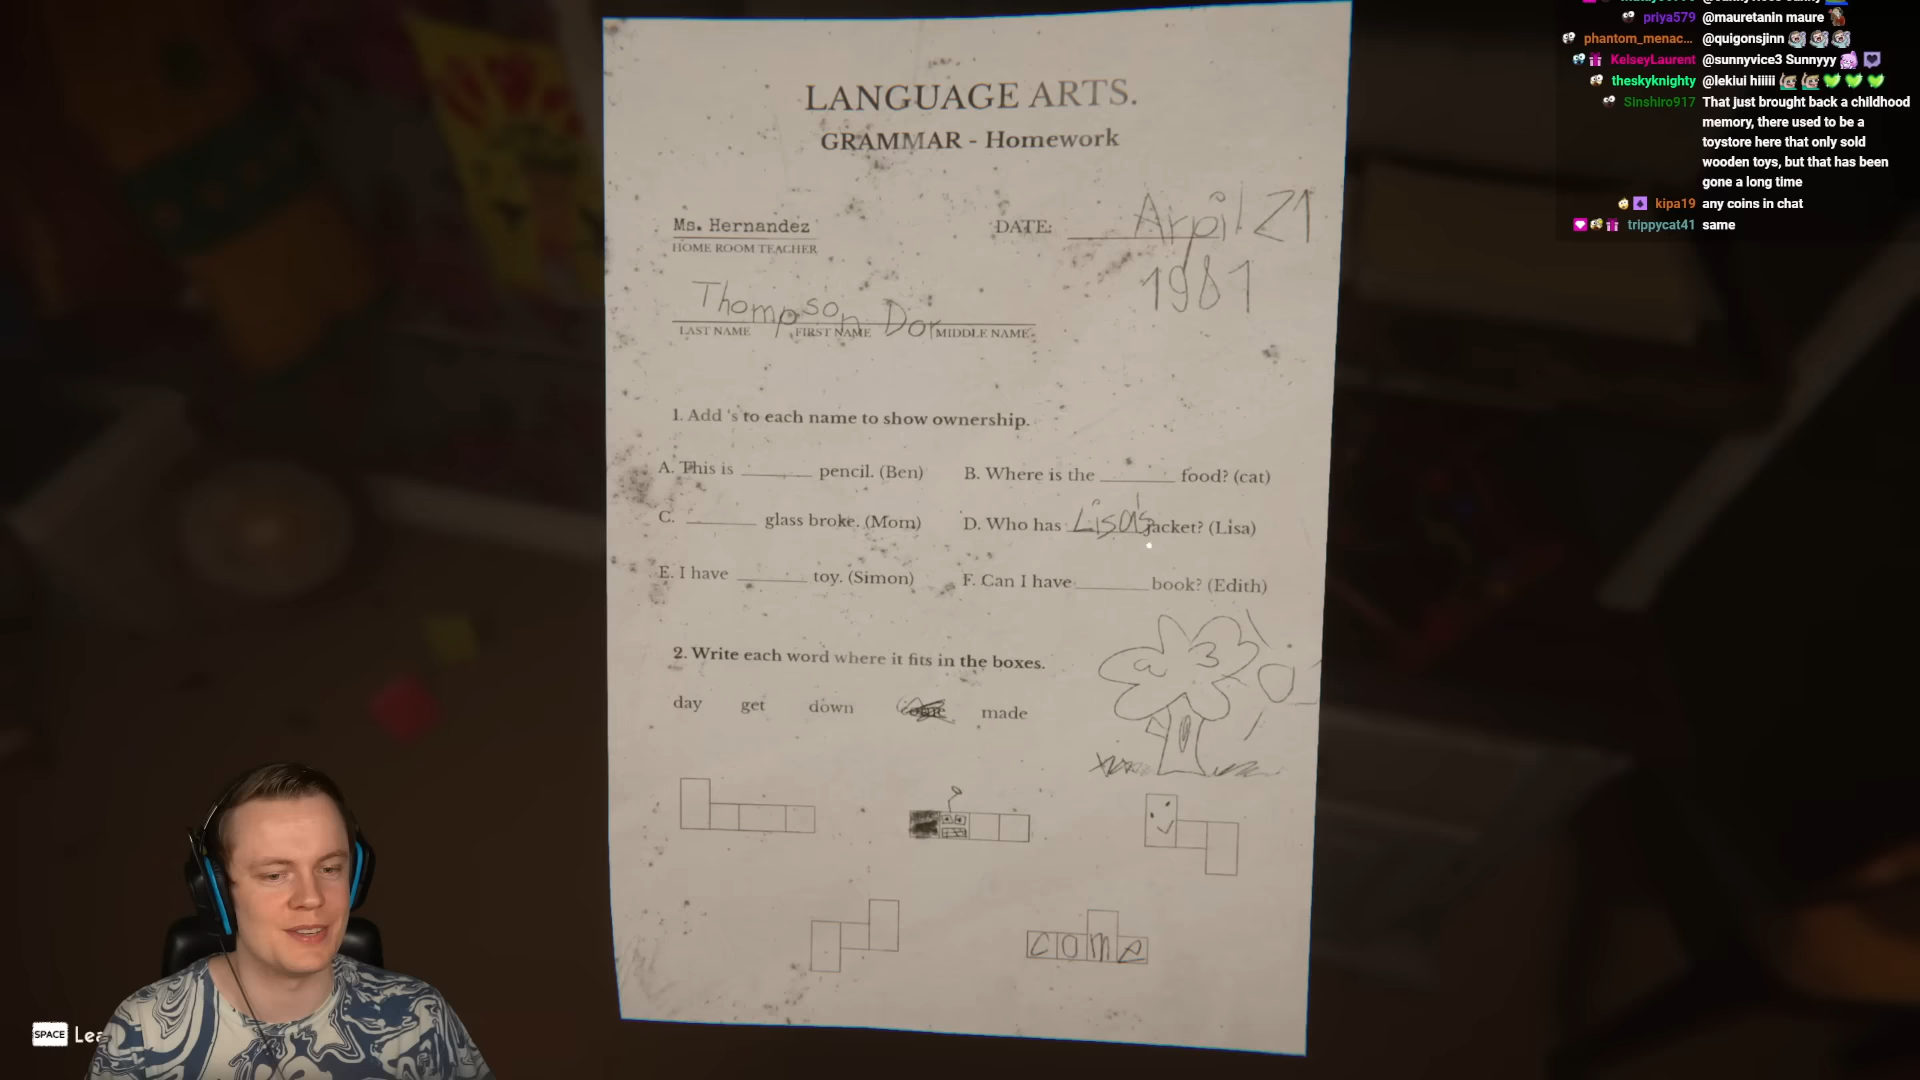 @mauretanin maure
priya579
phantom_menac... @quigonsjinn
KelseyLaurent @sunnyvice3 Sunnyyy
theskyknighty @lekiui hiiiii
Sinshiro917 That just brought back a childhood
memory, there used to be a
toystore here that only sold
wooden toys, but that has been
gone a long time
kipa19 any coins in chat
trippycat41 same
LANGUAGE ARTS.
GRAMMAR - Homework
Ms. Hernandez
HOME ROOM TEACHER
DATE: Arpil 21
1981
Thompson Dor
LAST NAME FIRST NAME MIDDLE NAME
1. Add 's to each name to show ownership.
A. This is ______ pencil. (Ben) B. Where is the ______ food? (cat)
C. ______ glass broke. (Mom) D. Who has Lisa's jacket? (Lisa)
E. I have ______ toy. (Simon) F. Can I have ______ book? (Edith)
a 3
2. Write each word where it fits in the boxes.
day get down made
come
SPACE Lea